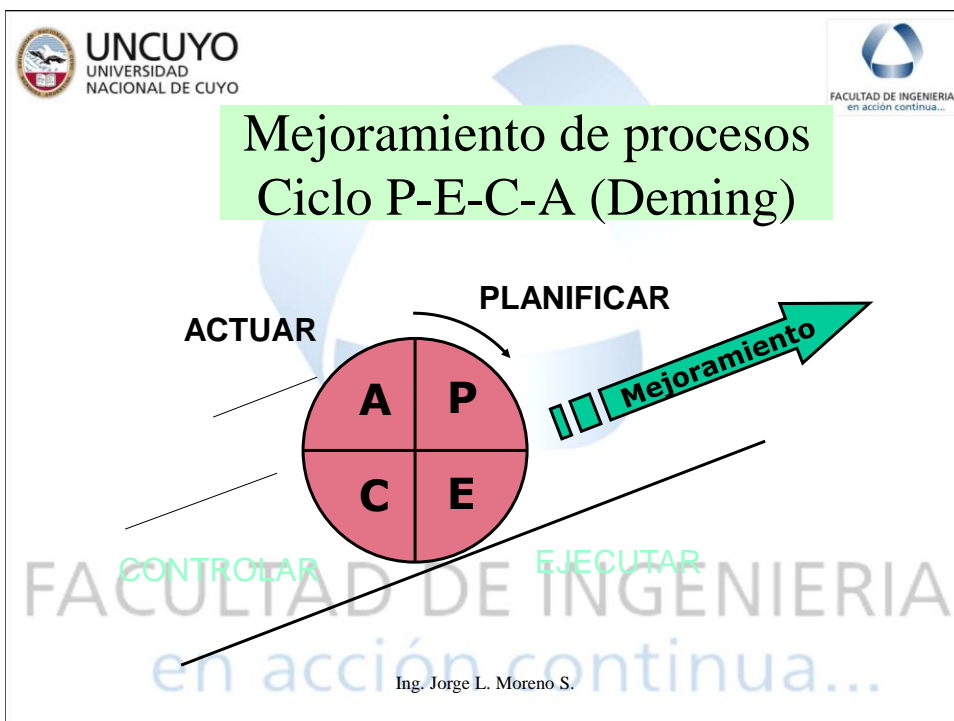 UNCUYO
UNIVERSIDAD
NACIONAL DE CUYO
FACULTAD DE INGENIERIA
en acción continua...
Mejoramiento de procesos
Ciclo P-E-C-A (Deming)
PLANIFICAR
ACTUAR
Mejoramiento
A P
C E
CONTROLAR
EJECUTAR
FACULTAD DE INGENIERIA
en acción continua...
Ing. Jorge L. Moreno S.